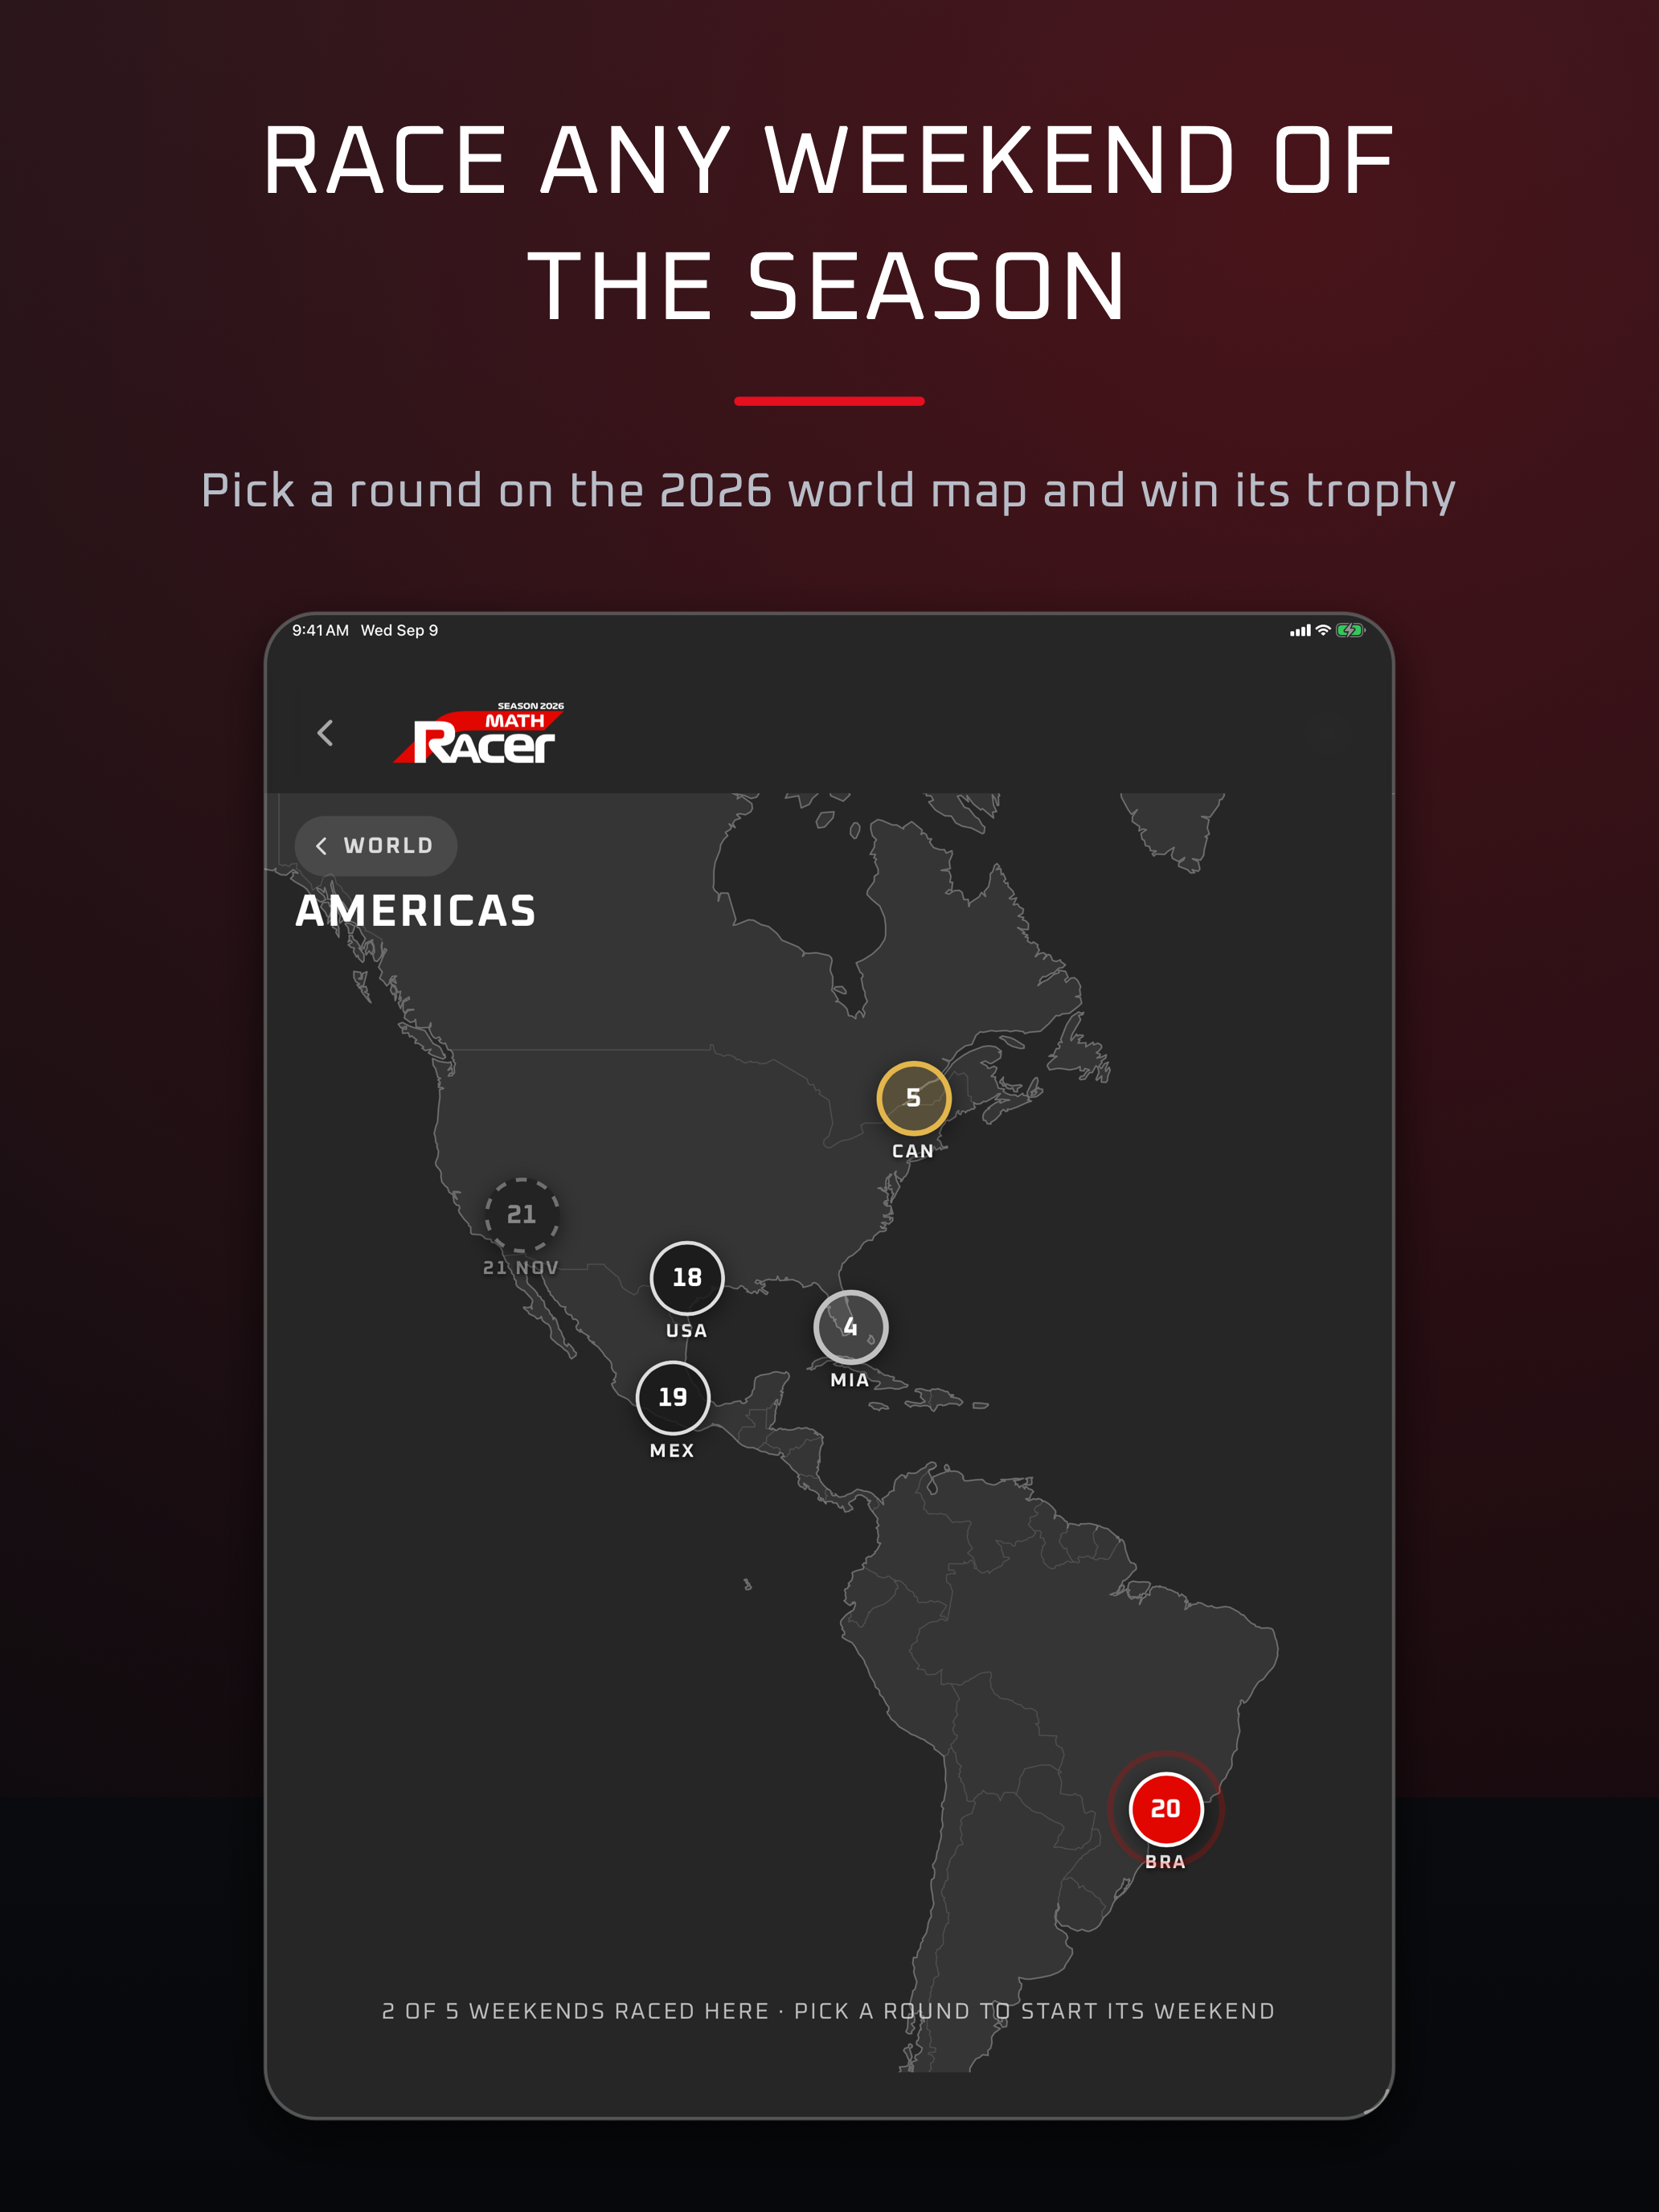 RACE ANY WEEKEND OF
THE SEASON
Pick a round on the 2026 world map and win its trophy
9:41 AM Wed Sep 9
SEASON 2026
MATH
RACer
WORLD
AMERICAS
5
CAN
21
21 NOV
18
USA
4
MIA
19
MEX
20
BRA
2 OF 5 WEEKENDS RACED HERE · PICK A ROUND TO START ITS WEEKEND